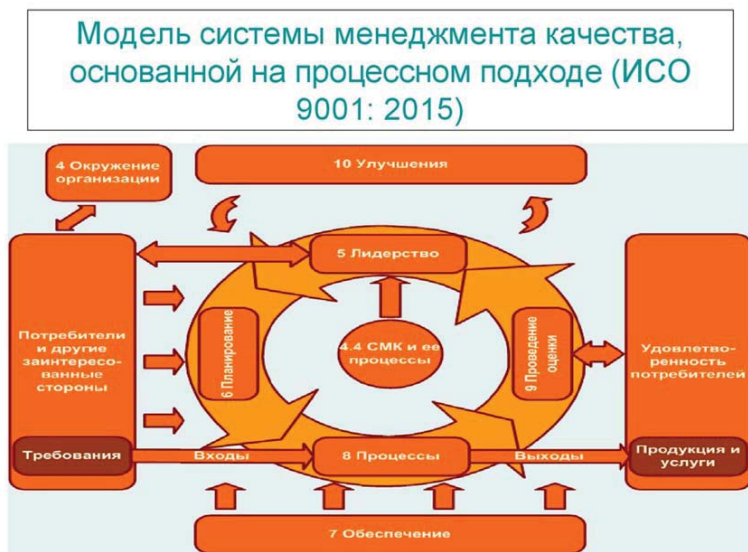 Модель системы менеджмента качества,
основанной на процессном подходе (ИСО
9001: 2015)
4 Окружение
организации
10 Улучшения
5 Лидерство
Потребители
и другие
заинтересо-
ванные
стороны
6 Планирование
4.4 СМК и ее
процессы
9 Проведение
оценки
Удовлетво-
ренность
потребителей
Требования
Входы
8 Процессы
Выходы
Продукция и
услуги
7 Обеспечение